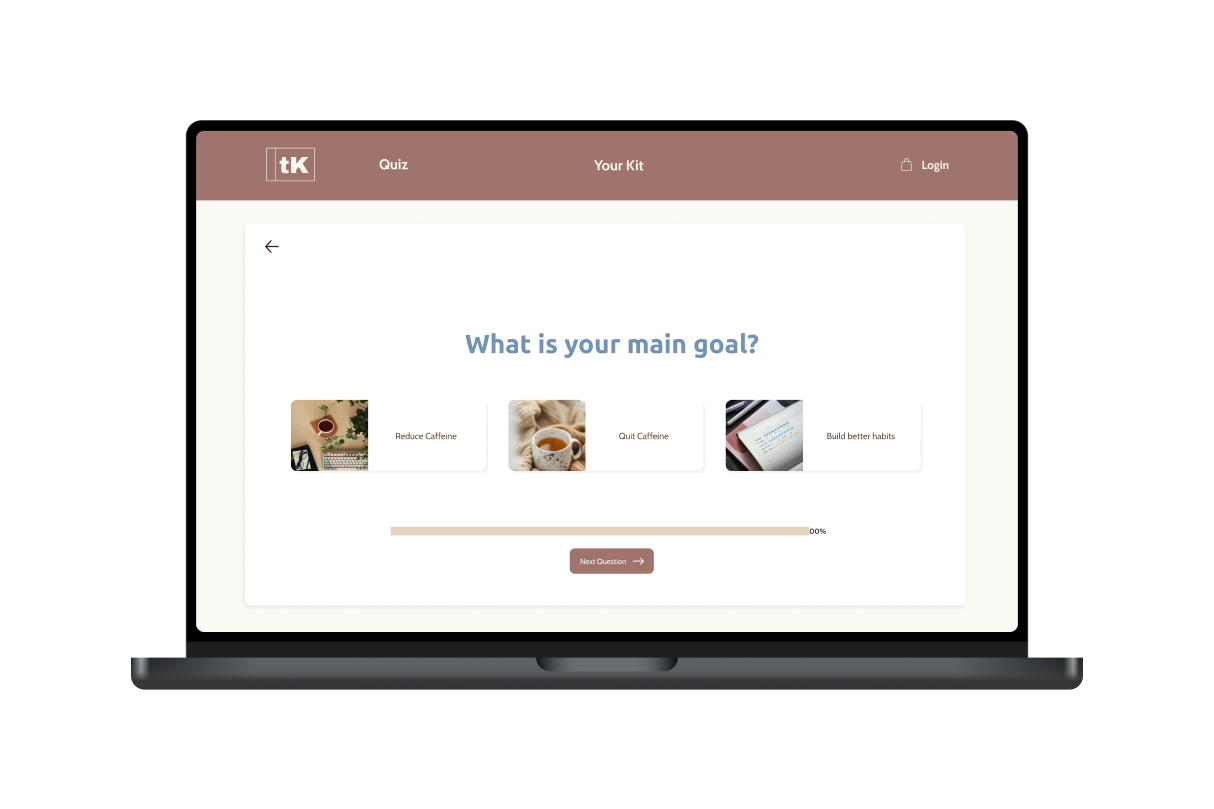 tK
Quiz
Your Kit
Login
What is your main goal?
Reduce Caffeine
Quit Caffeine
Build better habits
00%
Next Question